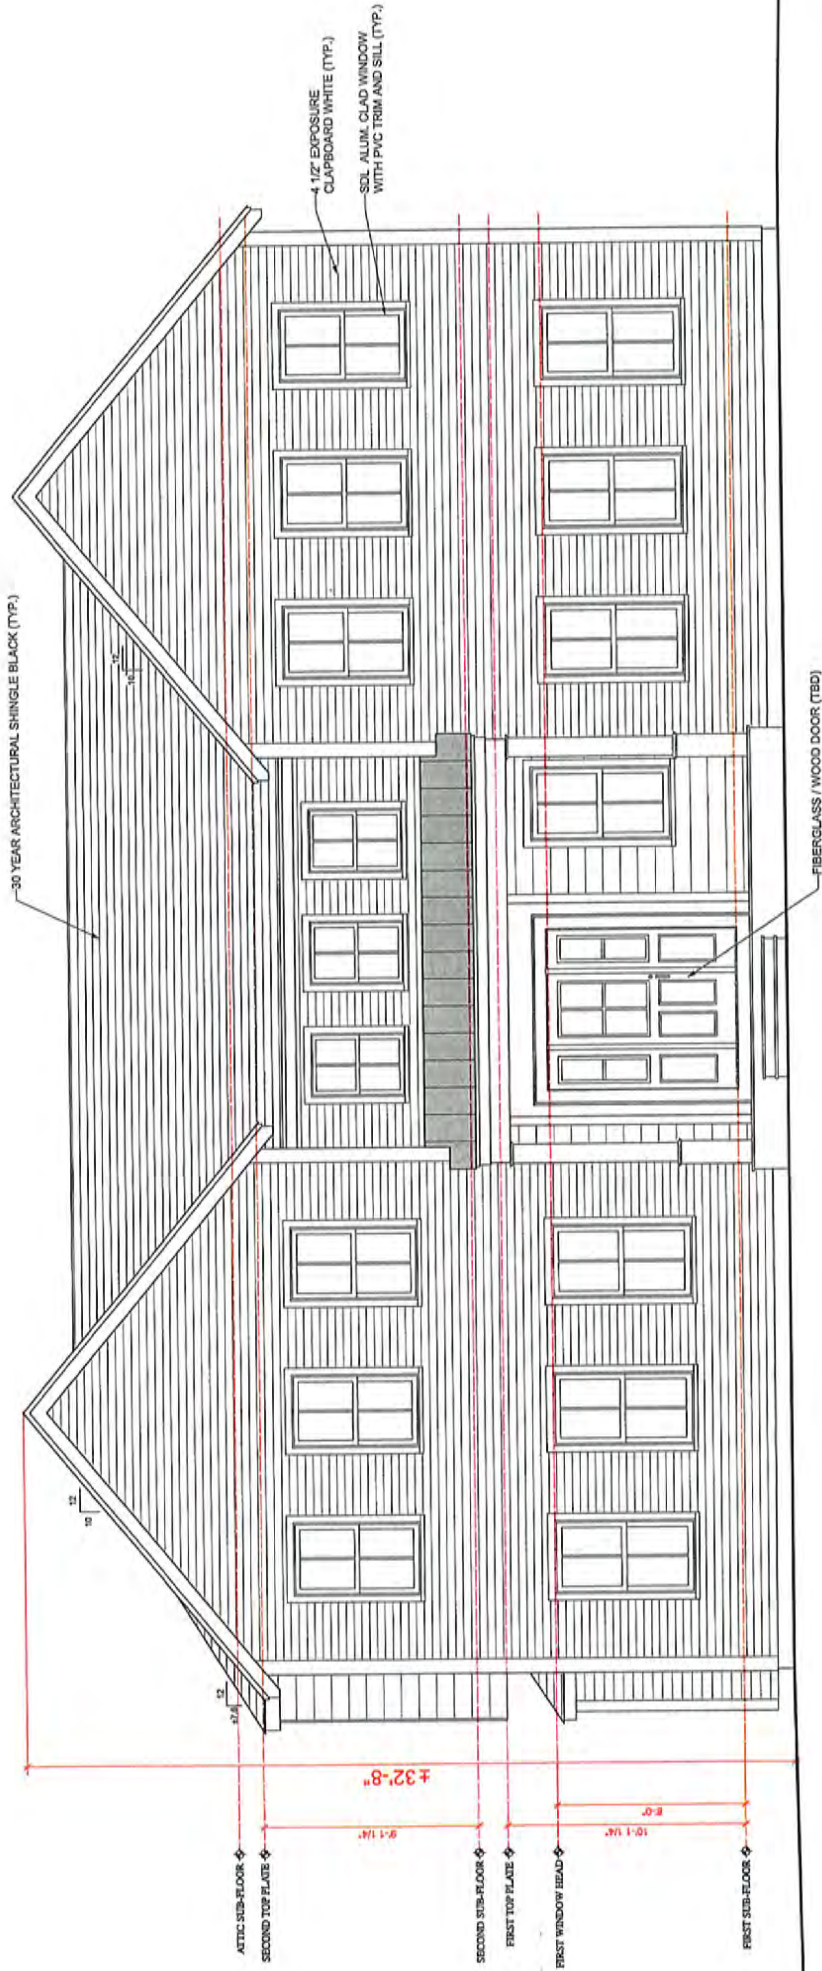 30 YEAR ARCHITECTURAL SHINGLE BLACK (TYP.)
4 1/2" EXPOSURE
CLAPBOARD WHITE (TYP.)
SDL ALUM. CLAD WINDOW
WITH PVC TRIM AND SILL (TYP.)
12
10
12
10
12
±7.6
ATTIC SUB-FLOOR
SECOND TOP PLATE
SECOND SUB-FLOOR
FIRST TOP PLATE
FIRST WINDOW HEAD
FIRST SUB-FLOOR
±32'-8"
9'-1 1/4"
10'-1 1/4"
8'-0"
FIBERGLASS / WOOD DOOR (TBD)